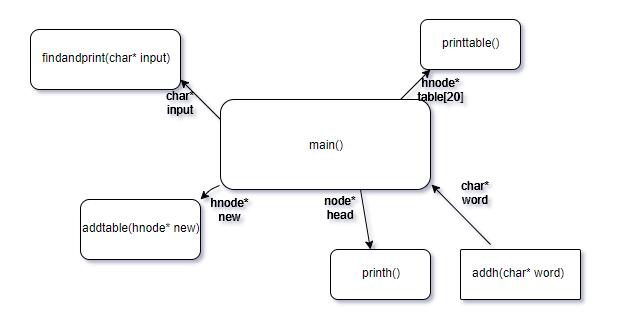 printtable()
findandprint(char* input)
hnode*
table[20]
char*
input
main()
char*
word
hnode*
new
node*
head
addtable(hnode* new)
printh()
addh(char* word)